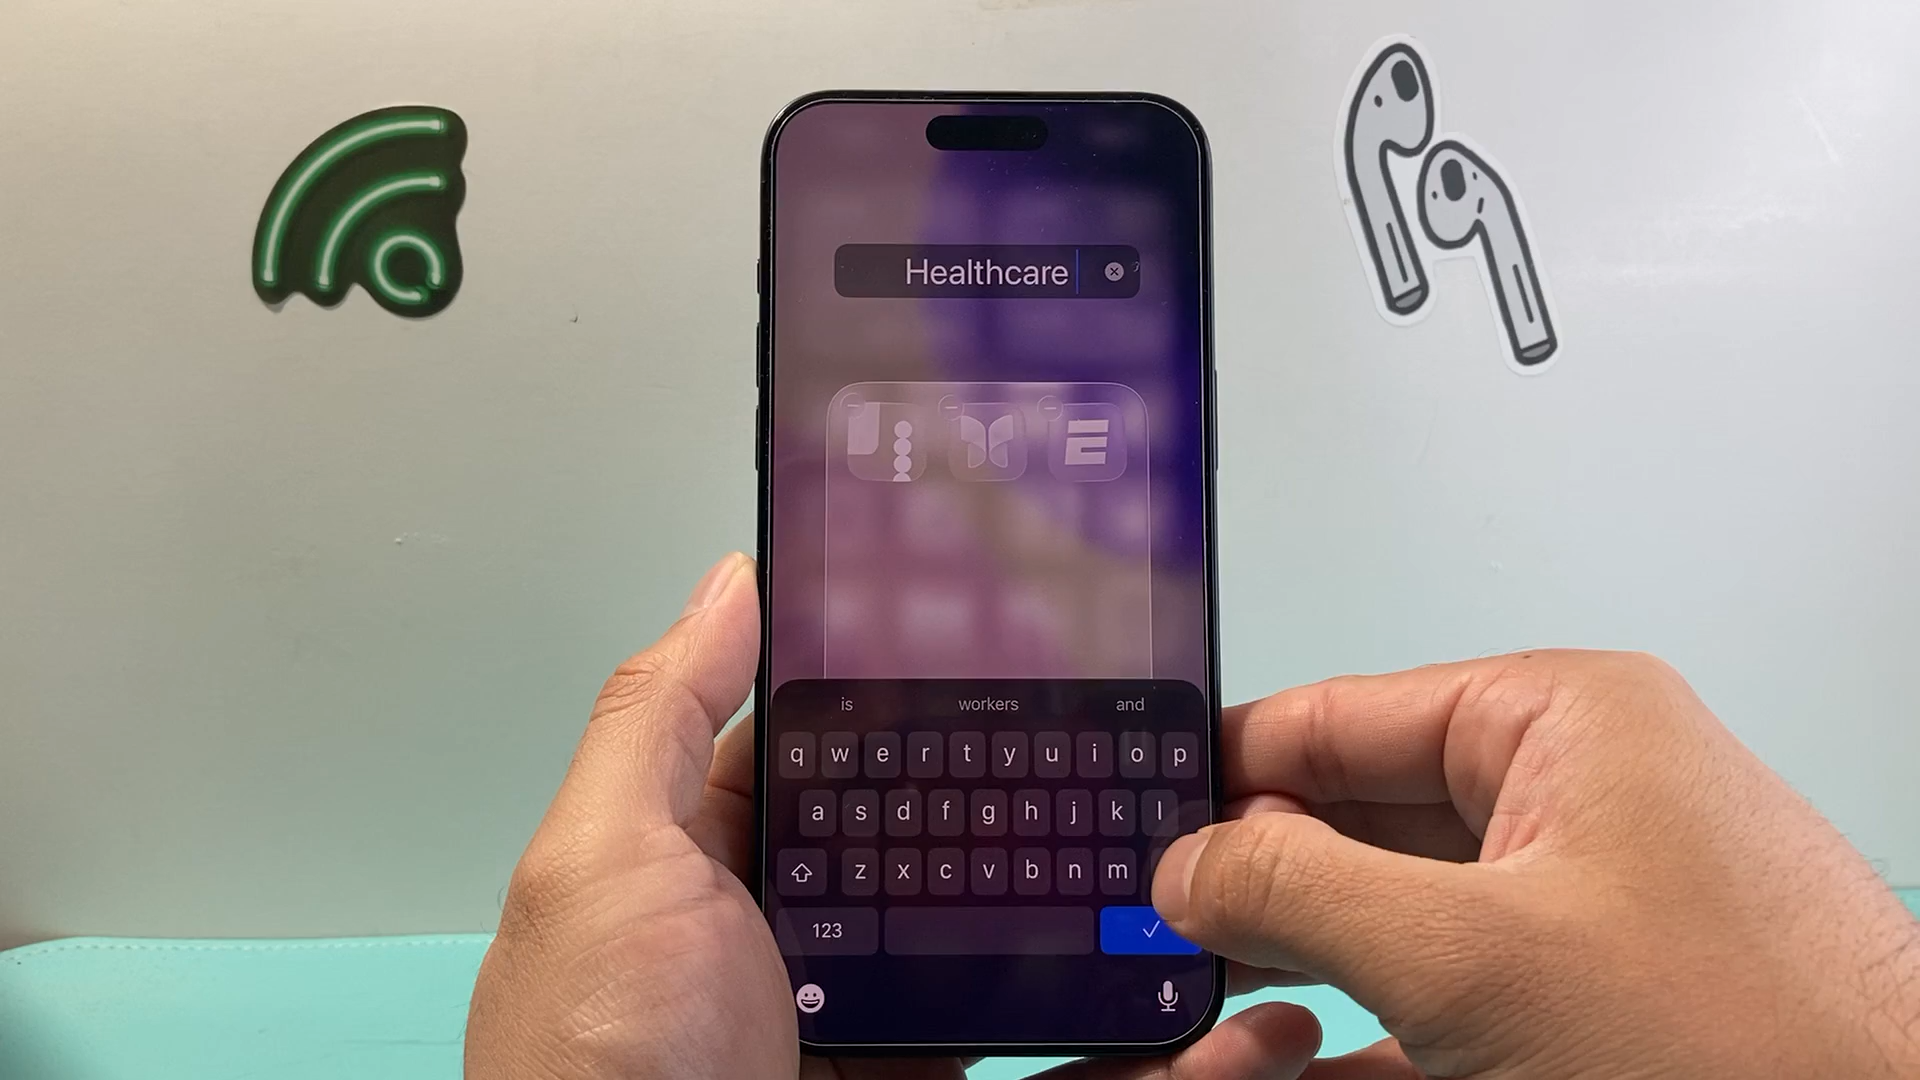 Healthcare
is workers and
q w e r t y u i o p
a s d f g h j k l
z x c v b n m
123